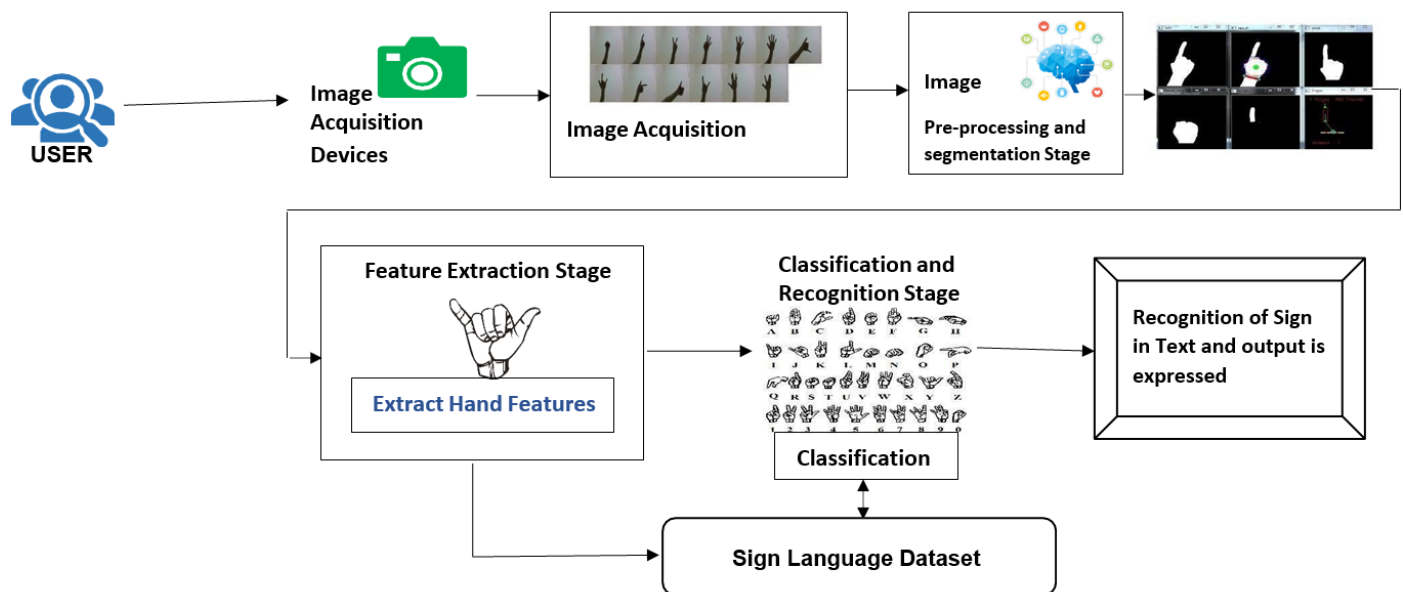 USER
Image
Acquisition
Devices
Image Acquisition
Image
Pre-processing and
segmentation Stage
Feature Extraction Stage
Extract Hand Features
Classification and
Recognition Stage
A B C D E F G H
I J K L M N O P
Q R S T U V W X Y Z
1 2 3 4 5 6 7 8 9 0
Classification
Recognition of Sign
in Text and output is
expressed
Sign Language Dataset